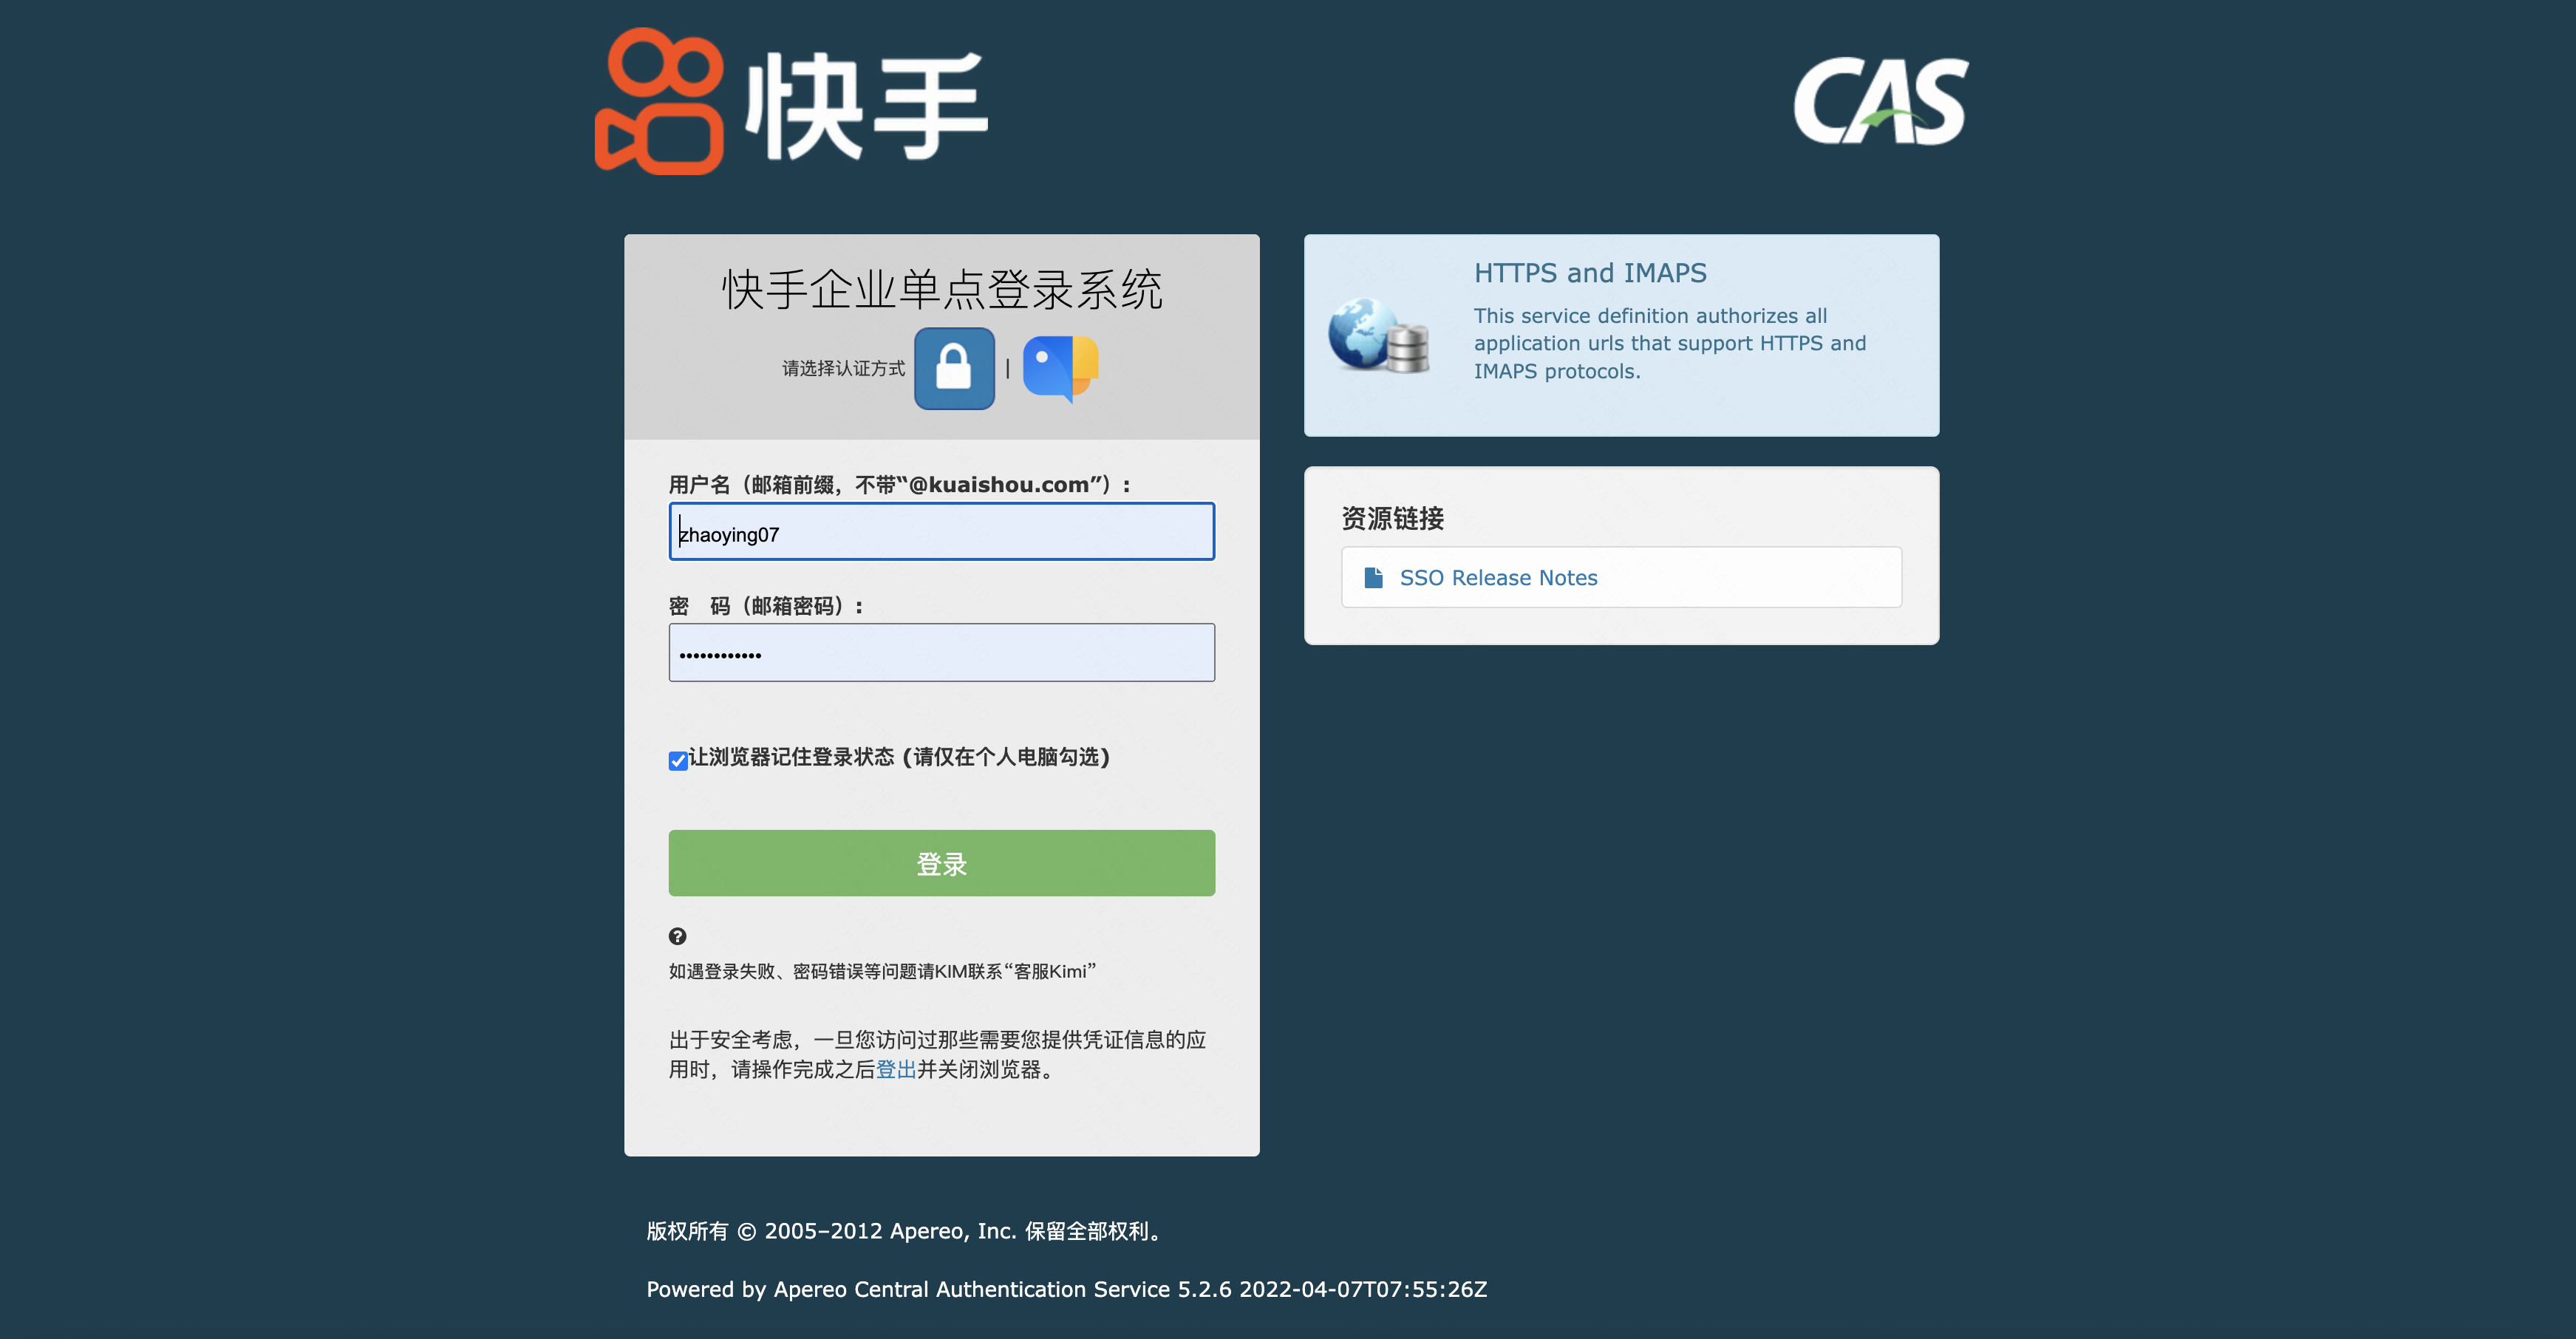 快手
CAS
快手企业单点登录系统
请选择认证方式 |
用户名（邮箱前缀，不带“@kuaishou.com”）:
zhaoying07
密　码（邮箱密码）:
••••••••••••
让浏览器记住登录状态 (请仅在个人电脑勾选)
登录
如遇登录失败、密码错误等问题请KIM联系“客服Kimi”
出于安全考虑，一旦您访问过那些需要您提供凭证信息的应
用时，请操作完成之后登出并关闭浏览器。
HTTPS and IMAPS
This service definition authorizes all
application urls that support HTTPS and
IMAPS protocols.
资源链接
SSO Release Notes
版权所有 © 2005–2012 Apereo, Inc. 保留全部权利。
Powered by Apereo Central Authentication Service 5.2.6 2022-04-07T07:55:26Z